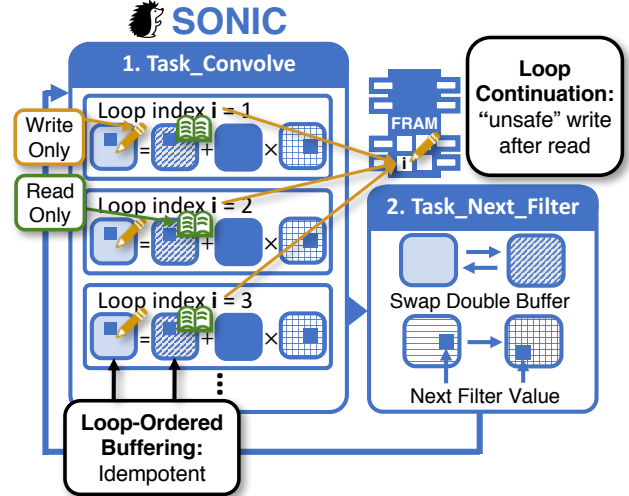 SONIC
1. Task_Convolve
Loop index i = 1
=
+
×
Write
Only
Read
Only
Loop index i = 2
=
+
×
Loop index i = 3
=
+
×
⋮
FRAM
i
Loop
Continuation:
“unsafe” write
after read
2. Task_Next_Filter
Swap Double Buffer
Next Filter Value
Loop-Ordered
Buffering:
Idempotent